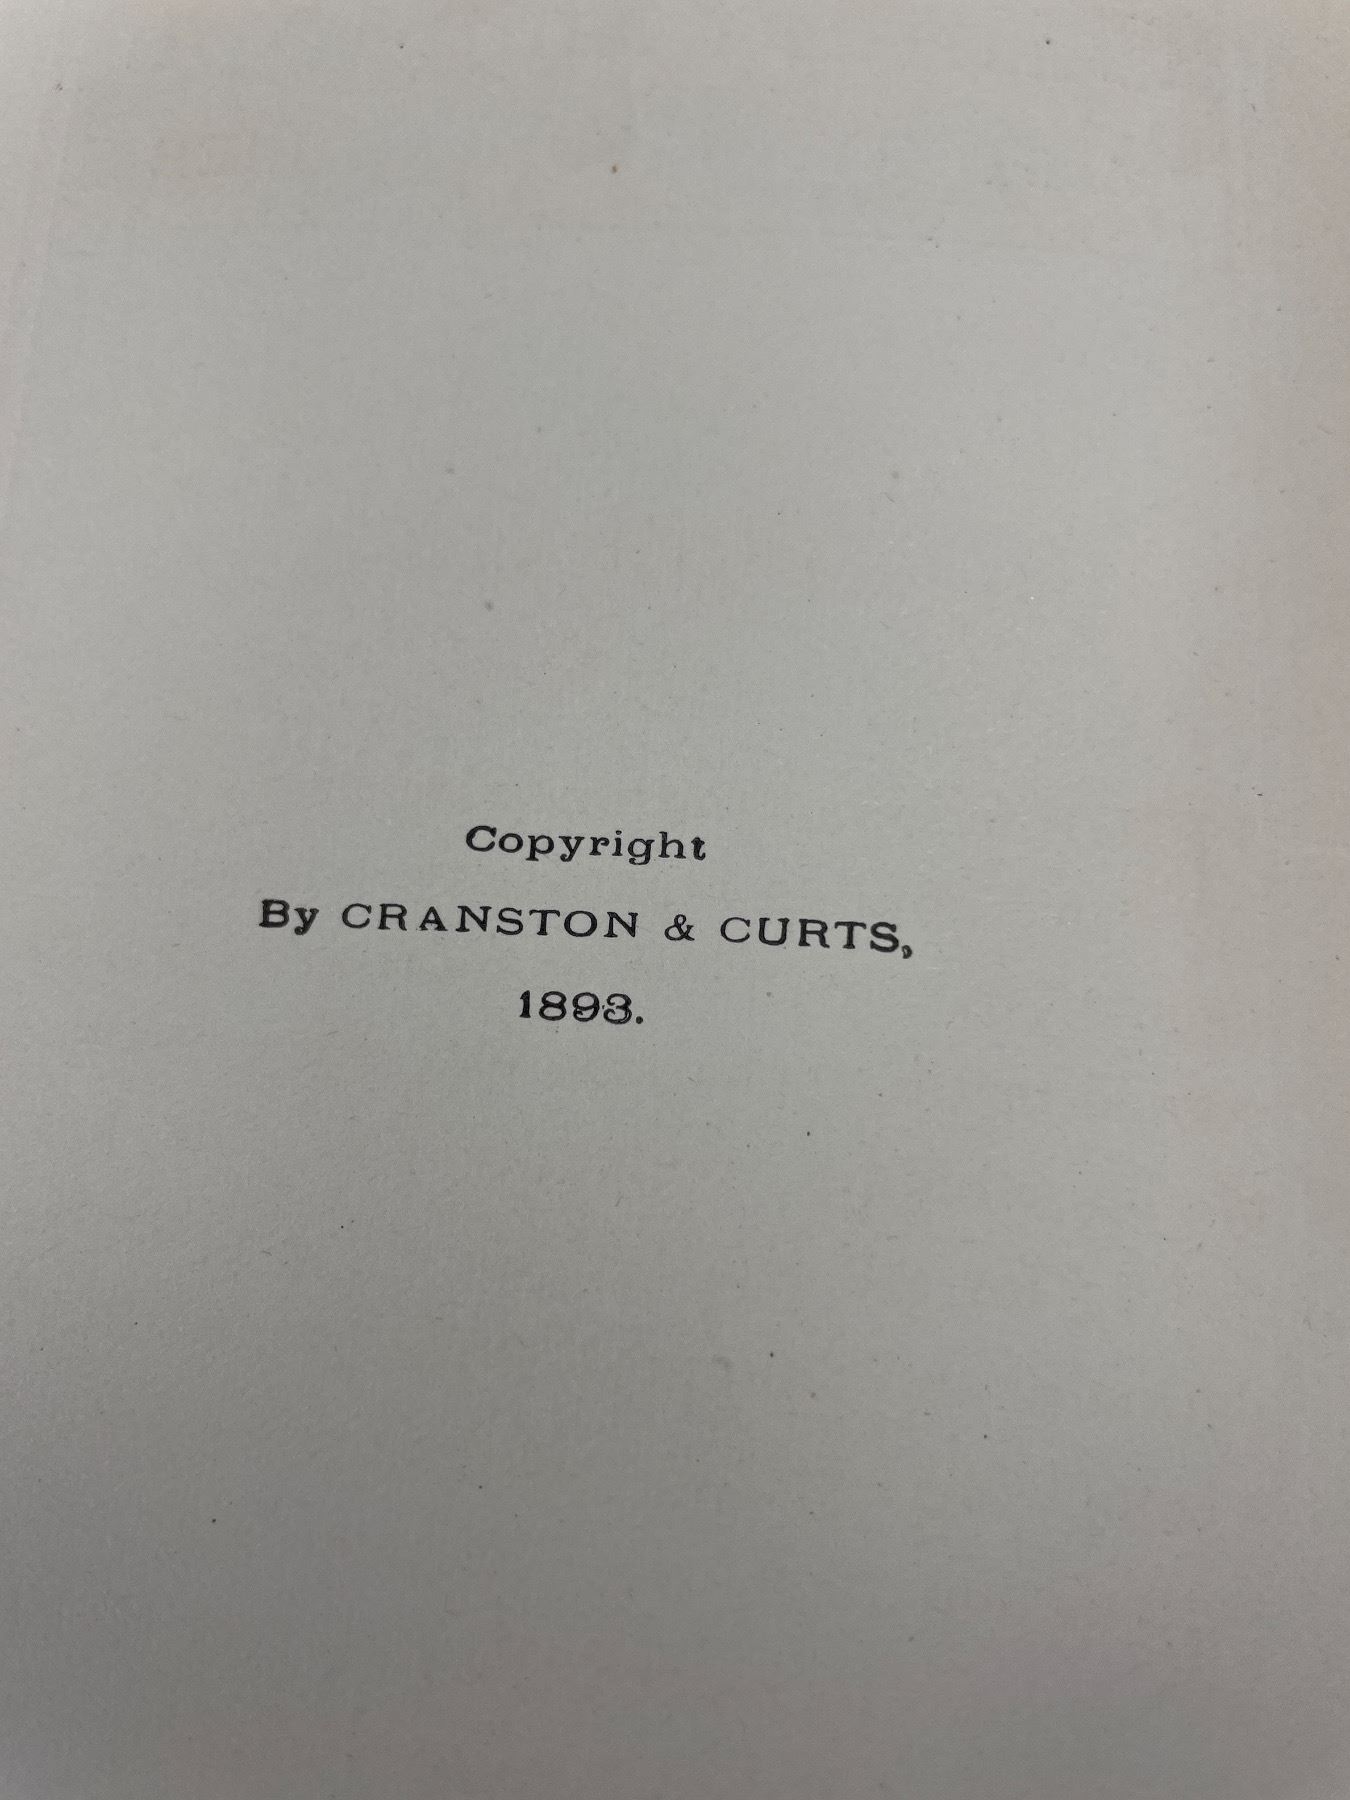 Copyright
By CRANSTON & CURTS,
1893.